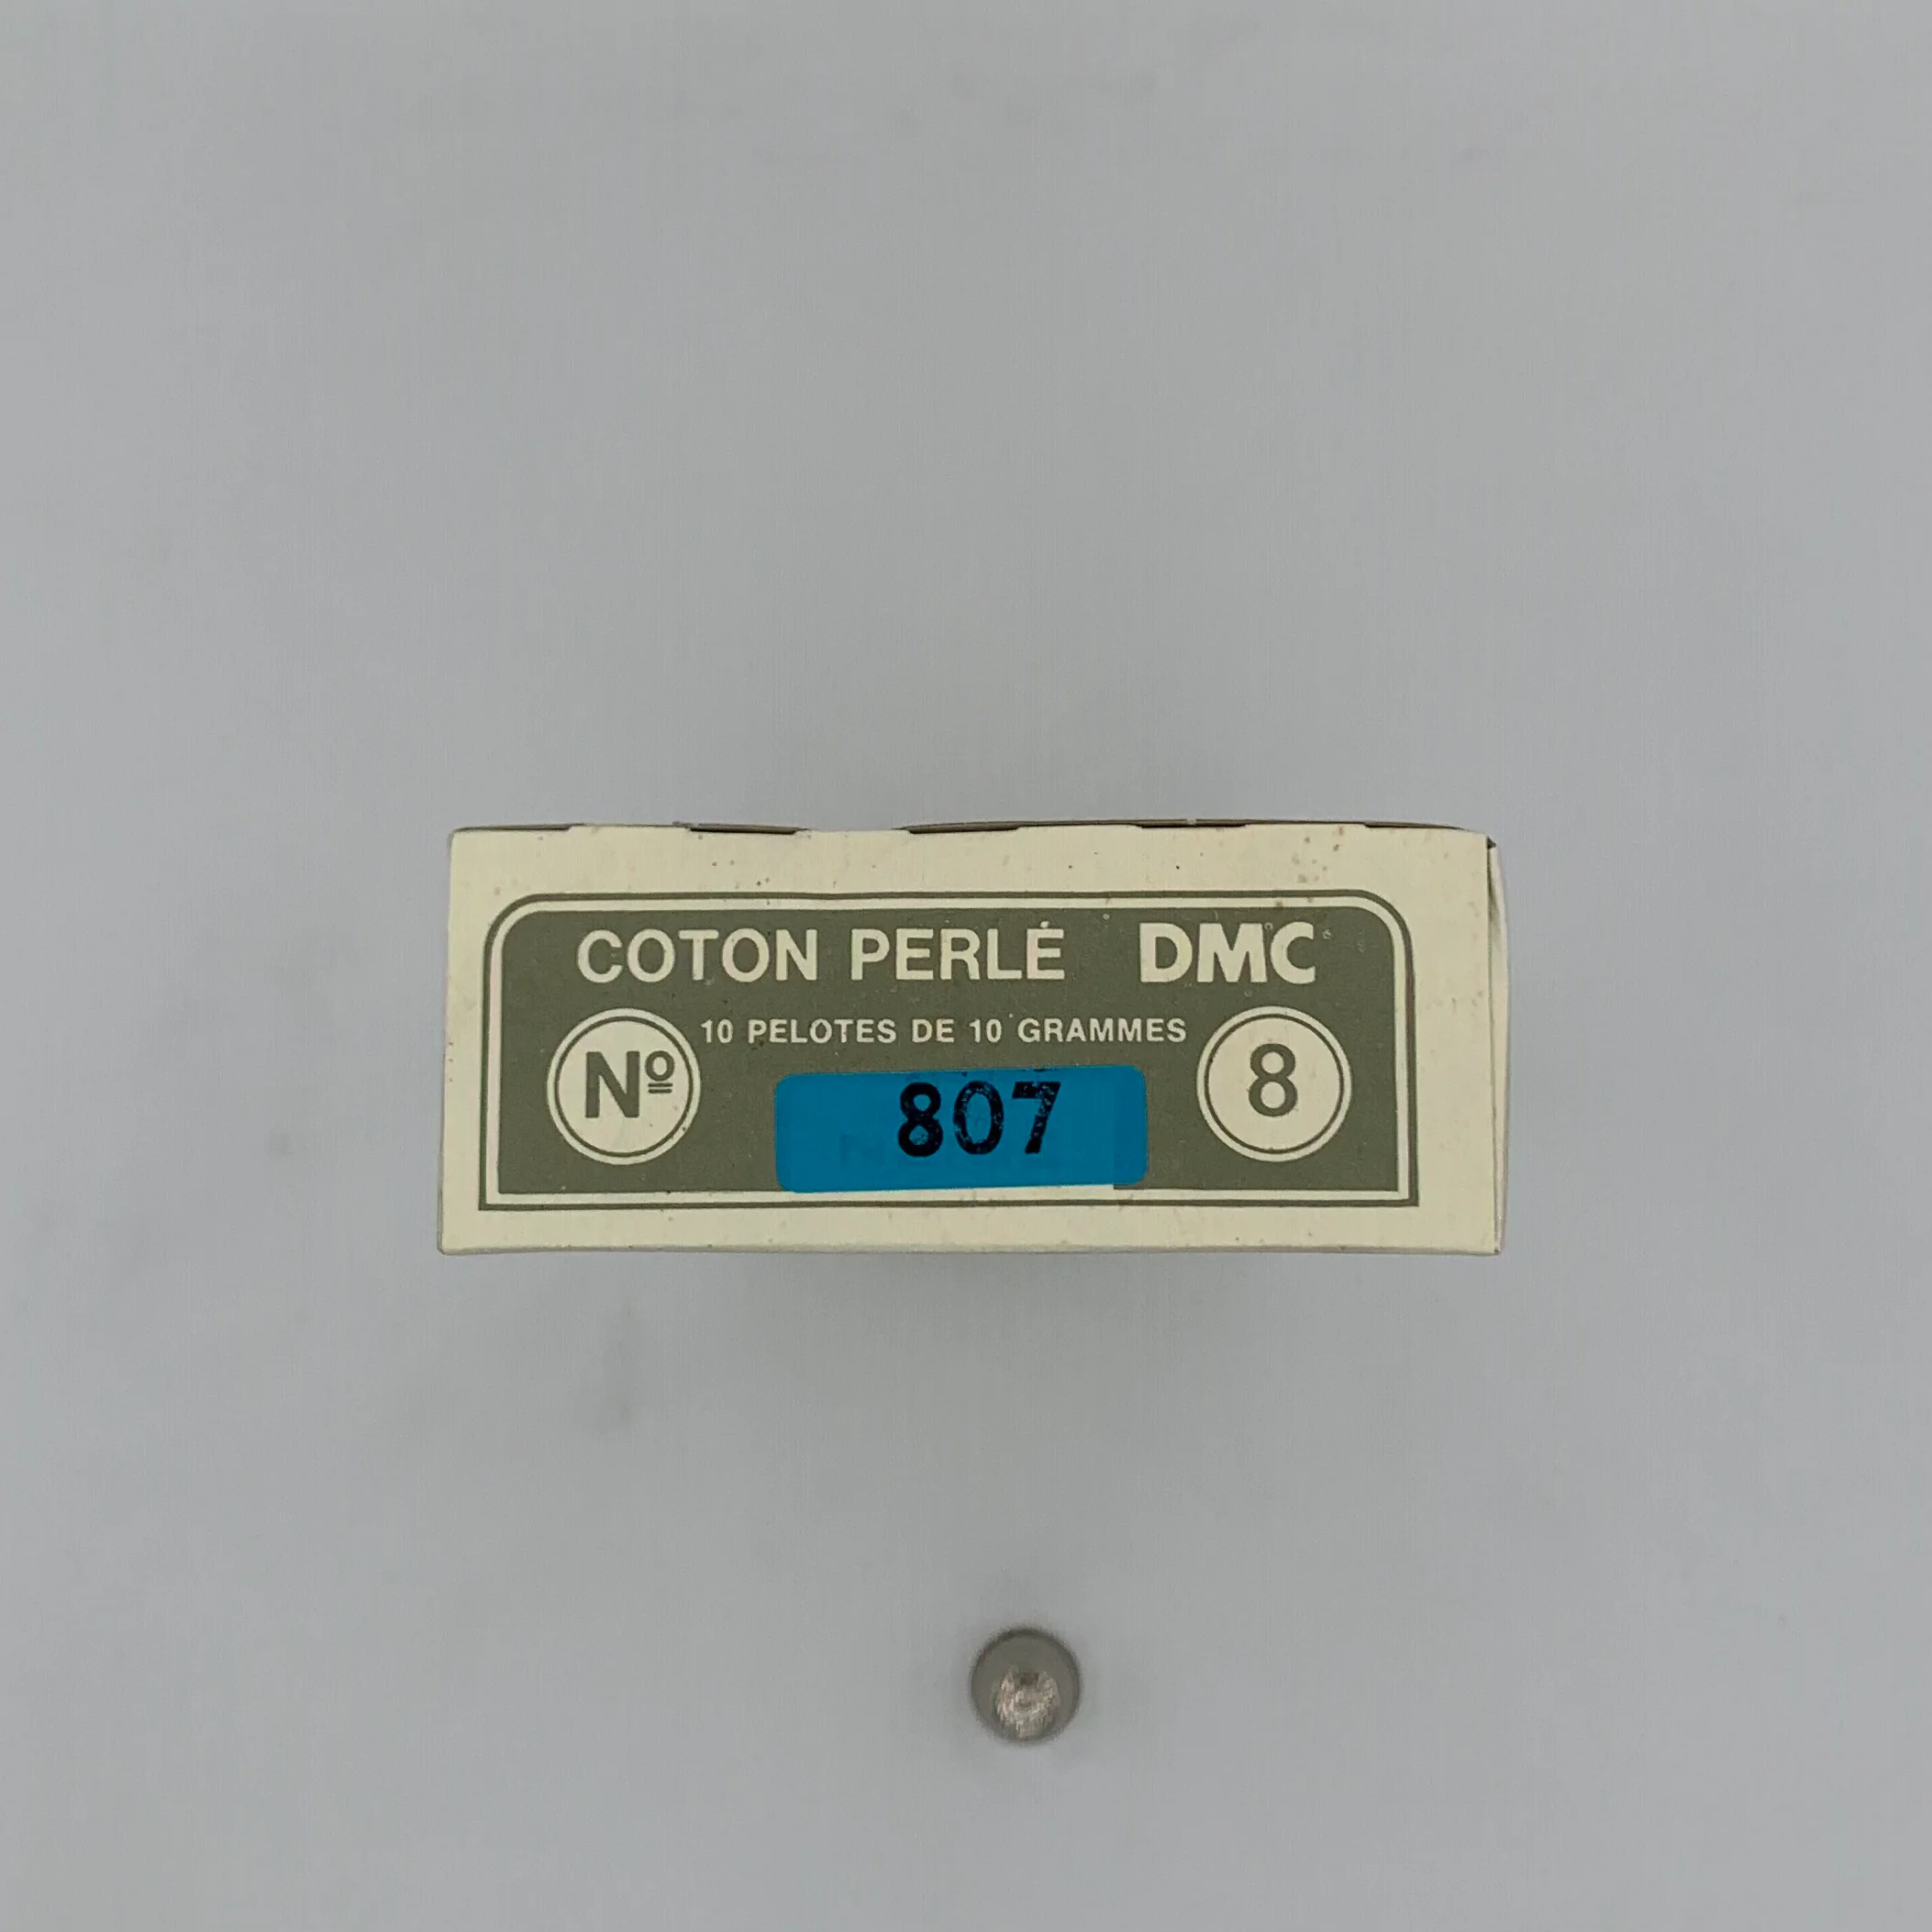 COTON PERLÉ DMC
10 PELOTES DE 10 GRAMMES
Nº 807 8